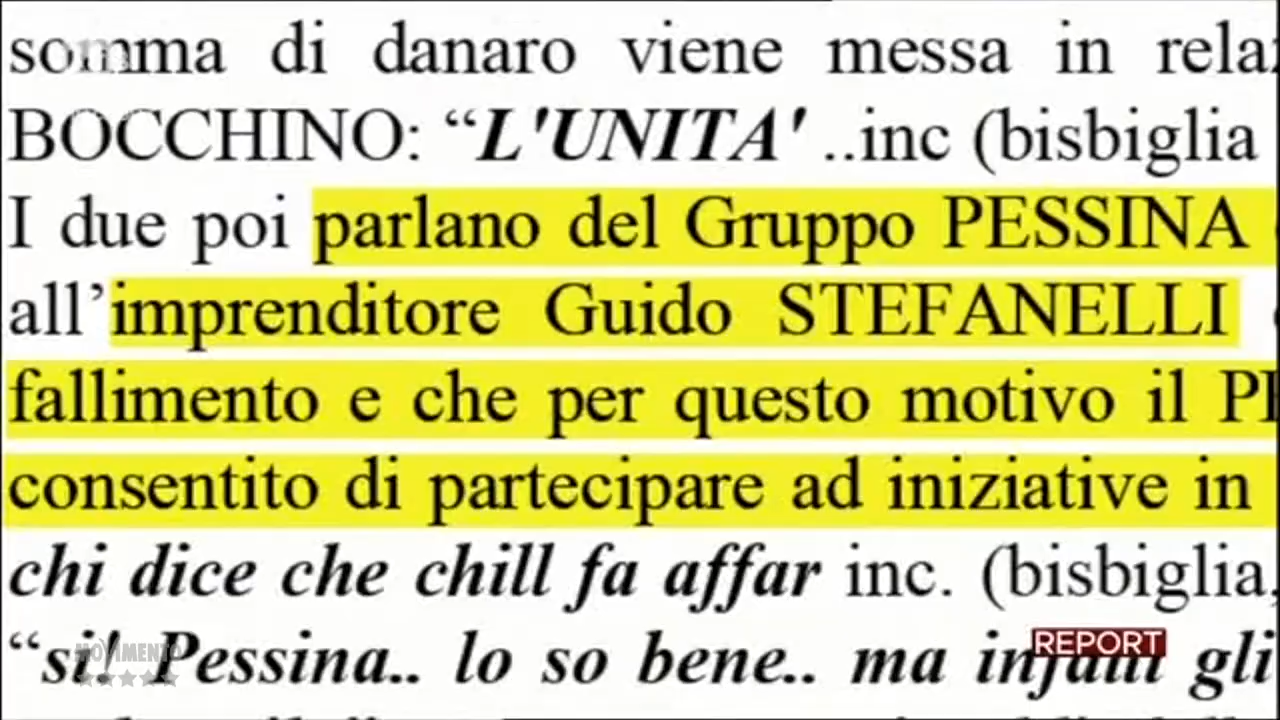 somma di danaro viene messa in
BOCCHINO: “L'UNITA' ..inc (bisbiglia
I due poi parlano del Gruppo PESSINA
all’imprenditore Guido STEFANELLI
fallimento e che per questo motivo il
consentito di partecipare ad iniziative in
chi dice che chill fa affar inc. (bisbiglia,
“si! Pessina.. lo so bene.. ma infatti gli
REPORT
MOVIMENTO